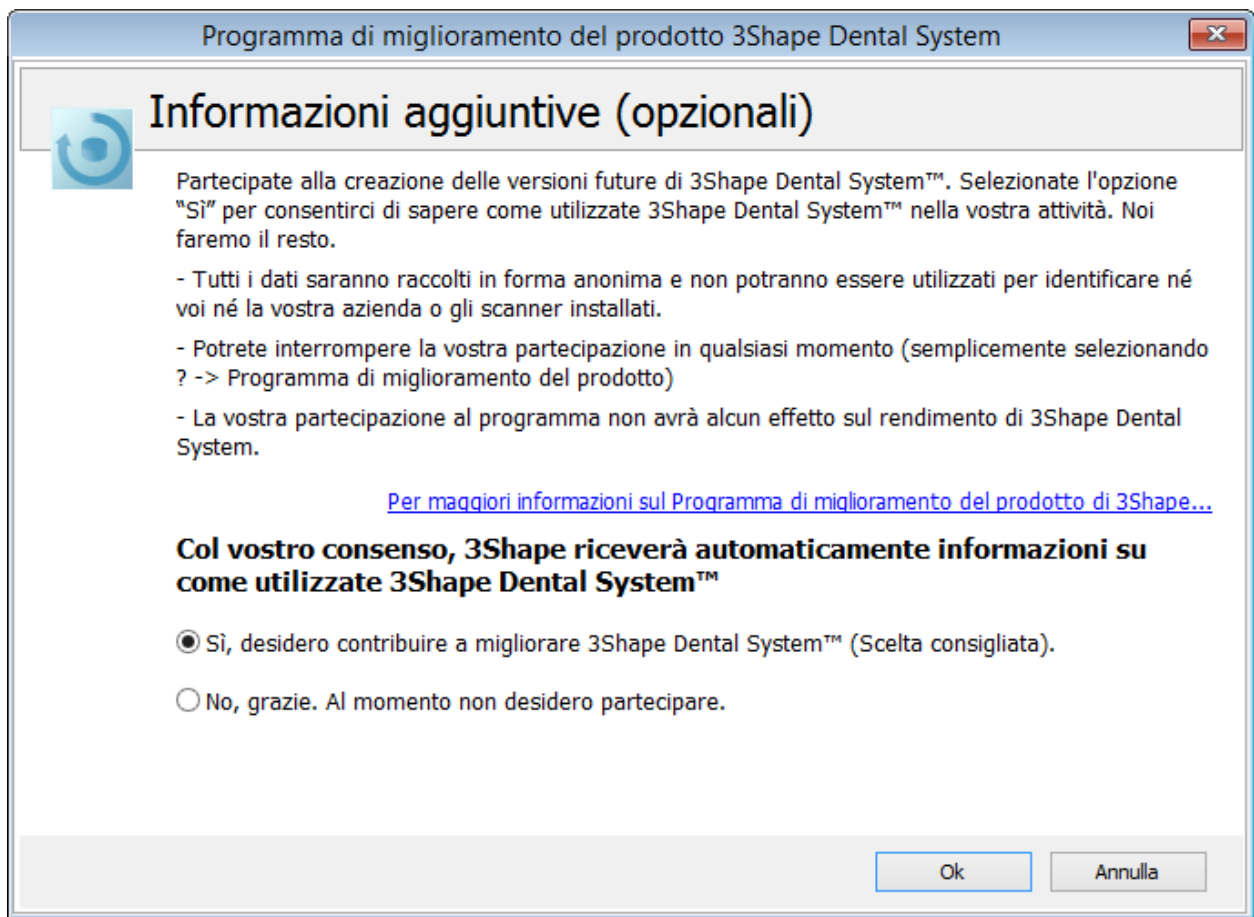 Programma di miglioramento del prodotto 3Shape Dental System
Informazioni aggiuntive (opzionali)
Partecipate alla creazione delle versioni future di 3Shape Dental System™. Selezionate l'opzione
“Sì” per consentirci di sapere come utilizzate 3Shape Dental System™ nella vostra attività. Noi
faremo il resto.
- Tutti i dati saranno raccolti in forma anonima e non potranno essere utilizzati per identificare né
voi né la vostra azienda o gli scanner installati.
- Potrete interrompere la vostra partecipazione in qualsiasi momento (semplicemente selezionando
? -> Programma di miglioramento del prodotto)
- La vostra partecipazione al programma non avrà alcun effetto sul rendimento di 3Shape Dental
System.
Per maggiori informazioni sul Programma di miglioramento del prodotto di 3Shape...
Col vostro consenso, 3Shape riceverà automaticamente informazioni su
come utilizzate 3Shape Dental System™
Sì, desidero contribuire a migliorare 3Shape Dental System™ (Scelta consigliata).
No, grazie. Al momento non desidero partecipare.
Ok
Annulla